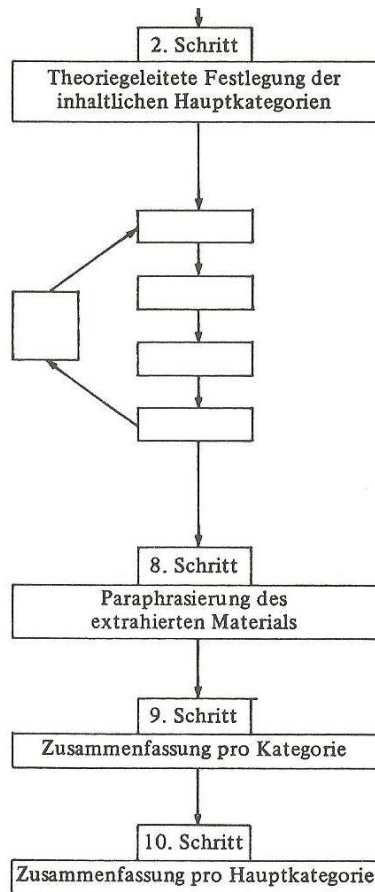 2. Schritt
Theoriegeleitete Festlegung der
inhaltlichen Hauptkategorien
8. Schritt
Paraphrasierung des
extrahierten Materials
9. Schritt
Zusammenfassung pro Kategorie
10. Schritt
Zusammenfassung pro Hauptkategorie